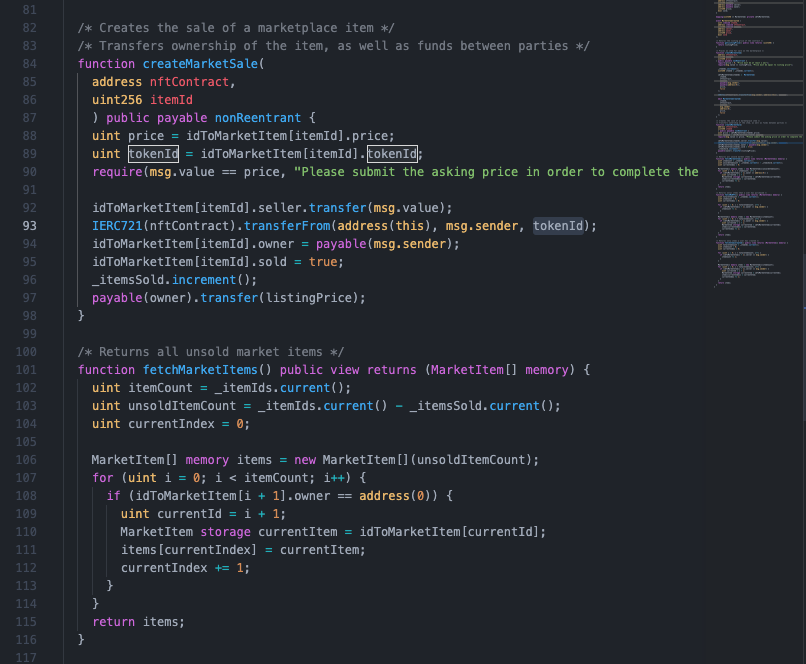 81
82 /* Creates the sale of a marketplace item */
83 /* Transfers ownership of the item, as well as funds between parties */
84 function createMarketSale(
85 address nftContract,
86 uint256 itemId
87 ) public payable nonReentrant {
88 uint price = idToMarketItem[itemId].price;
89 uint tokenId = idToMarketItem[itemId].tokenId;
90 require(msg.value == price, "Please submit the asking price in order to complete the
91
92 idToMarketItem[itemId].seller.transfer(msg.value);
93 IERC721(nftContract).transferFrom(address(this), msg.sender, tokenId);
94 idToMarketItem[itemId].owner = payable(msg.sender);
95 idToMarketItem[itemId].sold = true;
96 _itemsSold.increment();
97 payable(owner).transfer(listingPrice);
98 }
99
100 /* Returns all unsold market items */
101 function fetchMarketItems() public view returns (MarketItem[] memory) {
102 uint itemCount = _itemIds.current();
103 uint unsoldItemCount = _itemIds.current() - _itemsSold.current();
104 uint currentIndex = 0;
105
106 MarketItem[] memory items = new MarketItem[](unsoldItemCount);
107 for (uint i = 0; i < itemCount; i++) {
108 if (idToMarketItem[i + 1].owner == address(0)) {
109 uint currentId = i + 1;
110 MarketItem storage currentItem = idToMarketItem[currentId];
111 items[currentIndex] = currentItem;
112 currentIndex += 1;
113 }
114 }
115 return items;
116 }
117